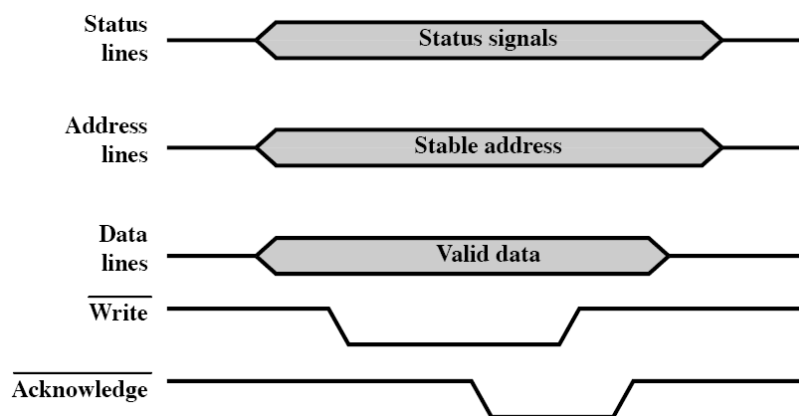 Status
lines
Status signals
Address
lines
Stable address
Data
lines
Valid data
Write
Acknowledge